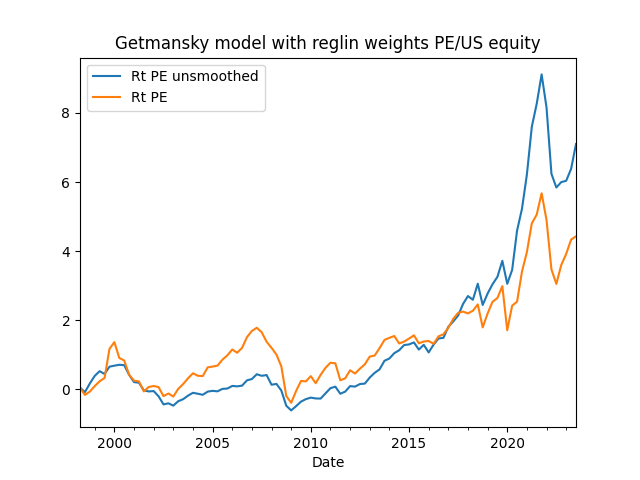 Getmansky model with reglin weights PE/US equity
Rt PE unsmoothed
Rt PE
8
6
4
2
0
2000 2005 2010 2015 2020
Date